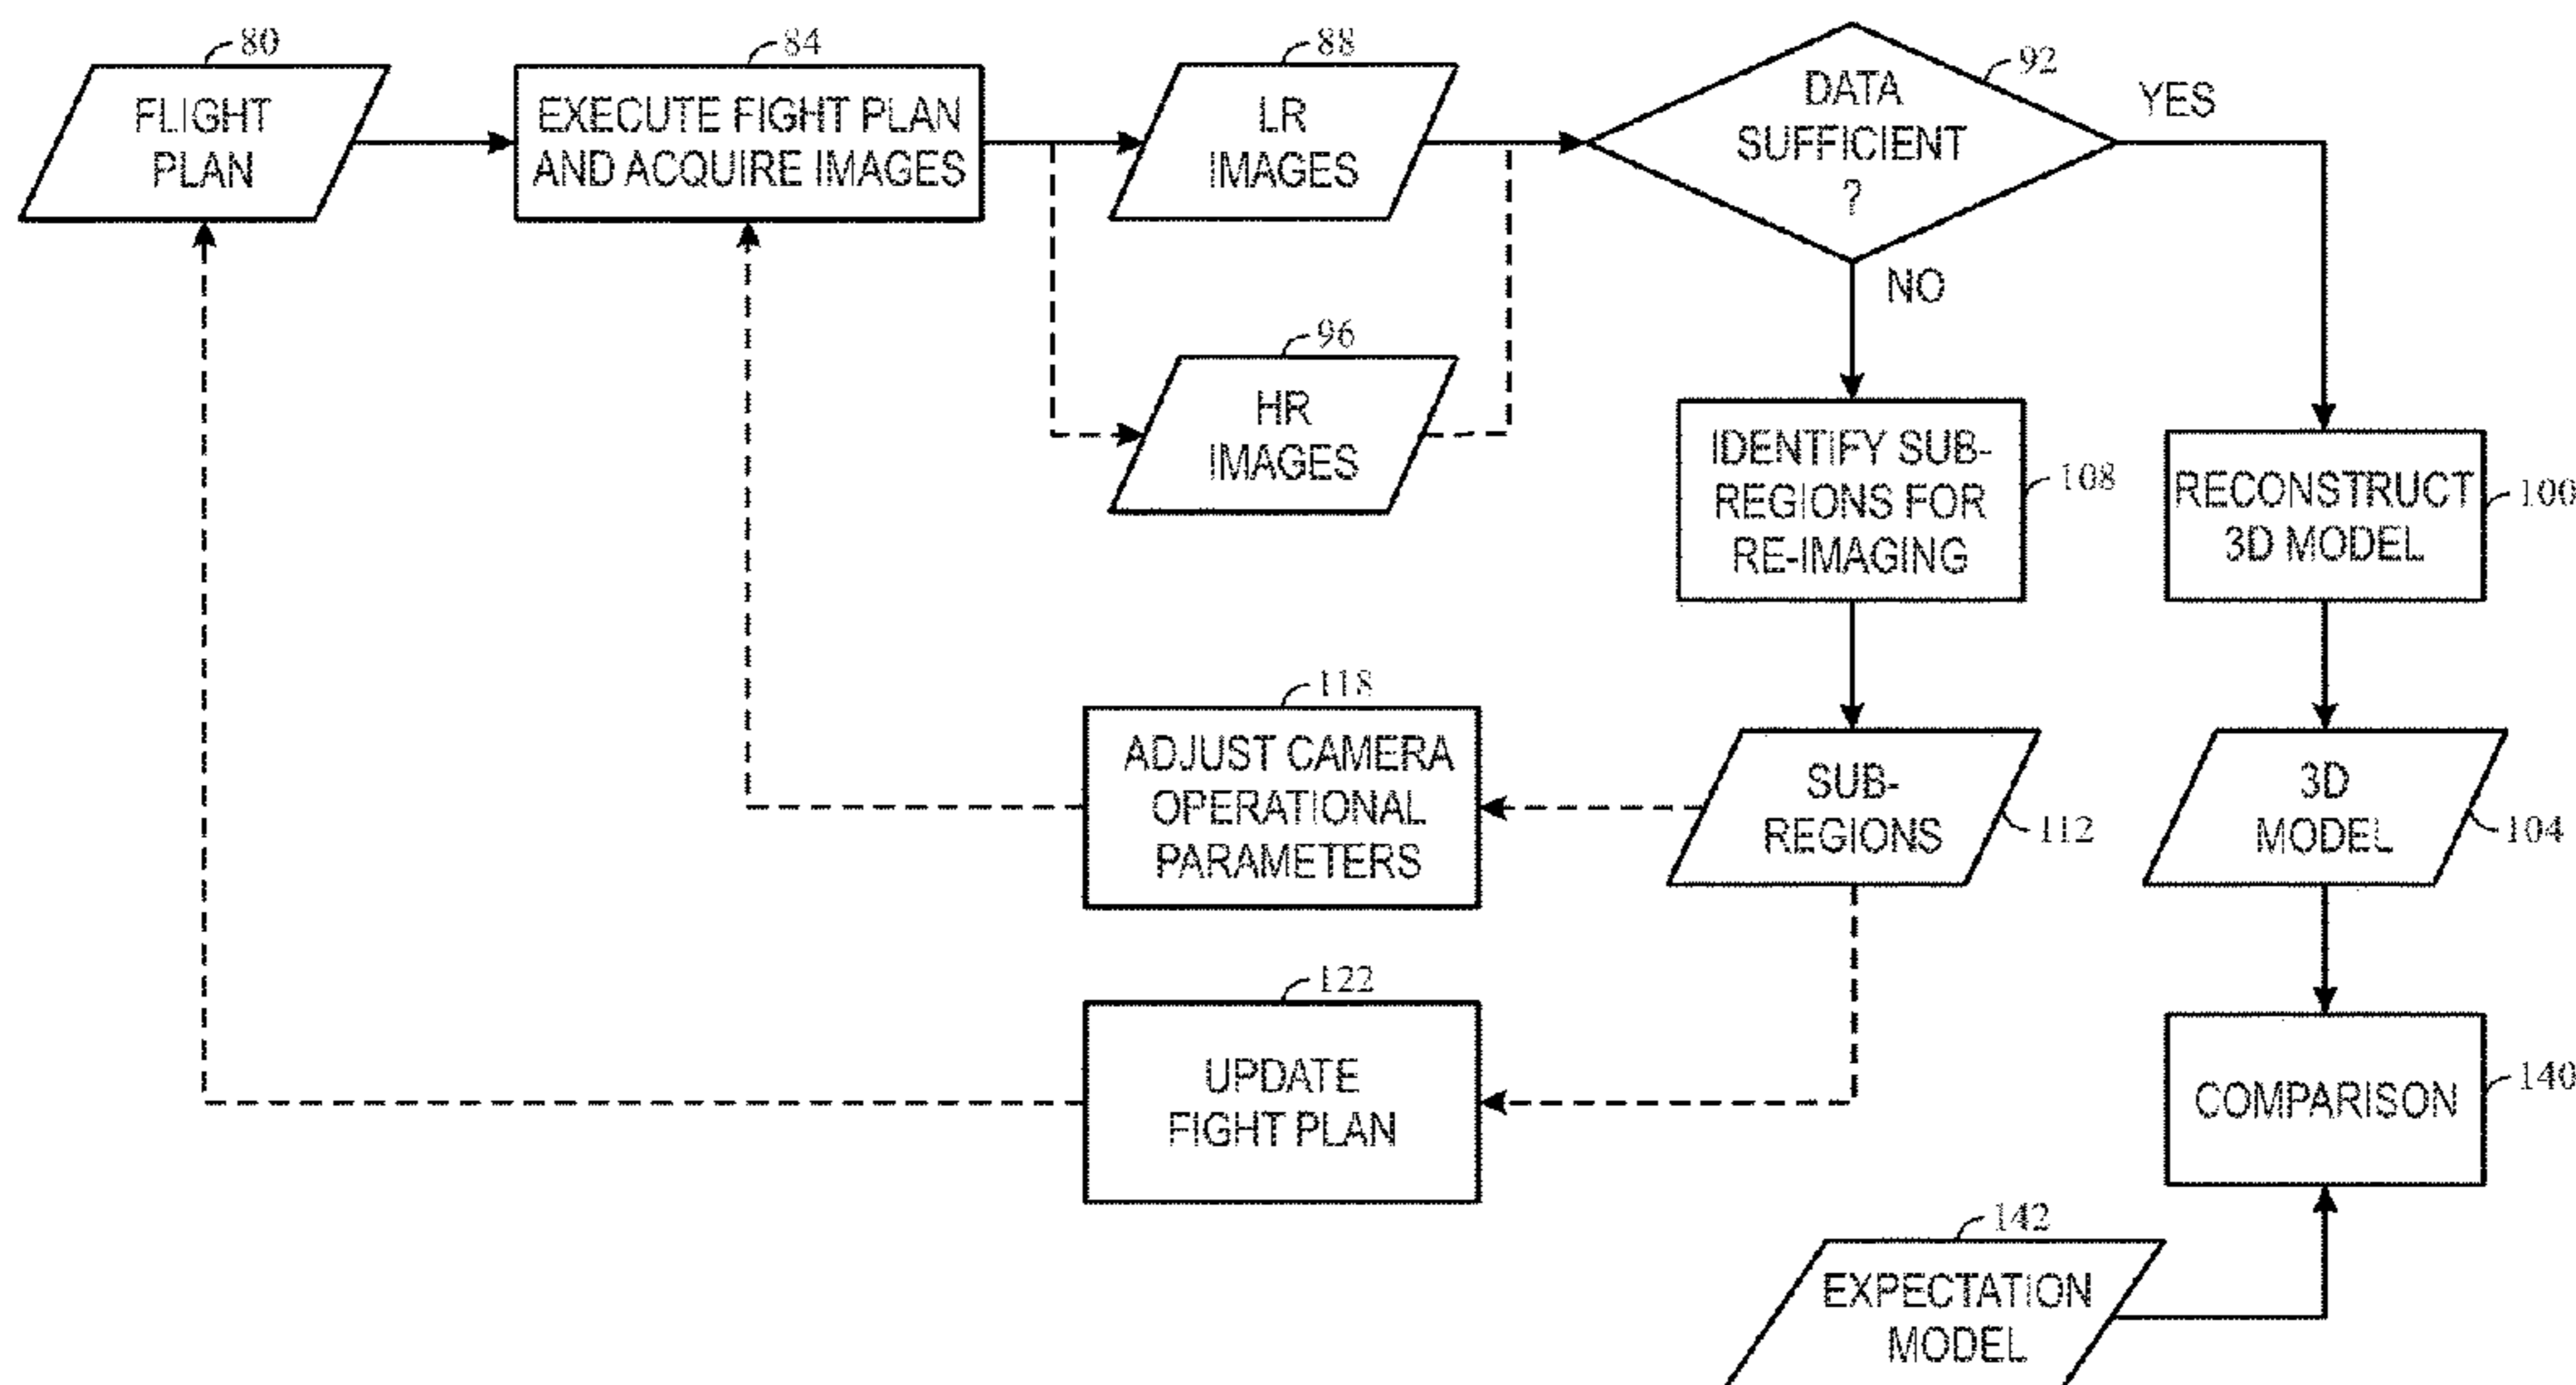 80
FLIGHT
PLAN
84
EXECUTE FIGHT PLAN
AND ACQUIRE IMAGES
88
LR
IMAGES
92
DATA
SUFFICIENT
?
YES
NO
96
HR
IMAGES
IDENTIFY SUB-
REGIONS FOR
RE-IMAGING
108
RECONSTRUCT
3D MODEL
100
118
ADJUST CAMERA
OPERATIONAL
PARAMETERS
SUB-
REGIONS
112
3D
MODEL
104
122
UPDATE
FIGHT PLAN
COMPARISON
140
142
EXPECTATION
MODEL